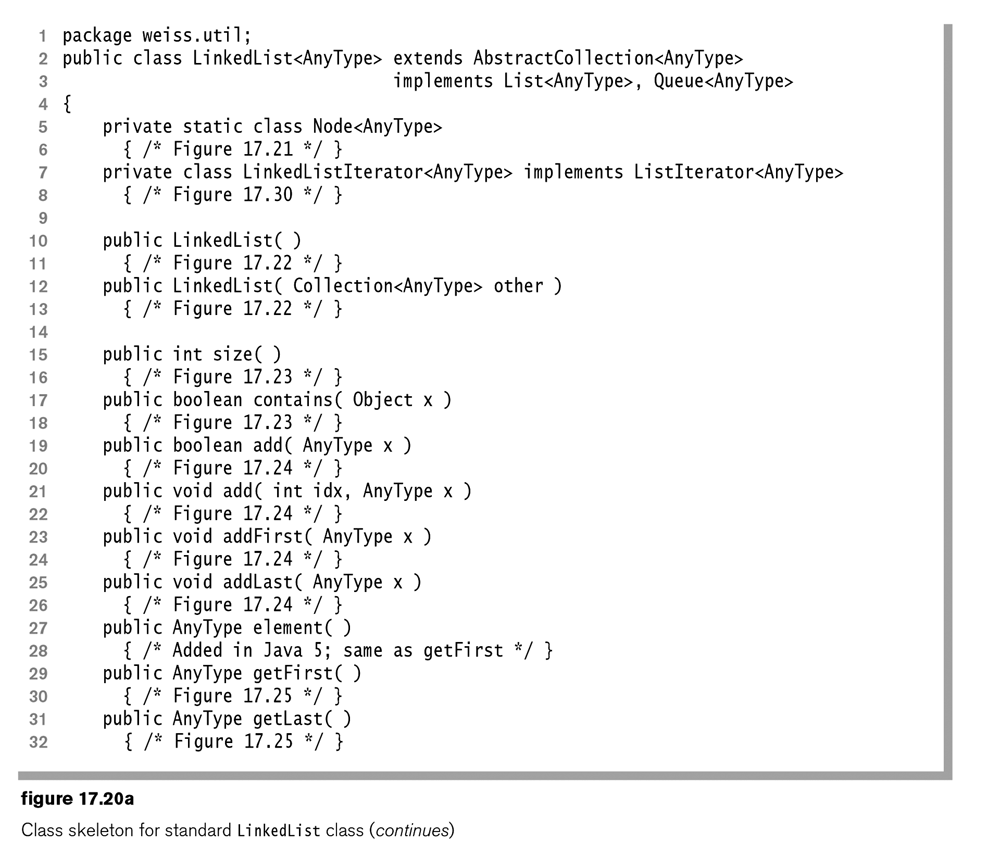 1 package weiss.util;
2 public class LinkedList<AnyType> extends AbstractCollection<AnyType>
3 implements List<AnyType>, Queue<AnyType>
4 {
5 private static class Node<AnyType>
6 { /* Figure 17.21 */ }
7 private class LinkedListIterator<AnyType> implements ListIterator<AnyType>
8 { /* Figure 17.30 */ }
9
10 public LinkedList( )
11 { /* Figure 17.22 */ }
12 public LinkedList( Collection<AnyType> other )
13 { /* Figure 17.22 */ }
14
15 public int size( )
16 { /* Figure 17.23 */ }
17 public boolean contains( Object x )
18 { /* Figure 17.23 */ }
19 public boolean add( AnyType x )
20 { /* Figure 17.24 */ }
21 public void add( int idx, AnyType x )
22 { /* Figure 17.24 */ }
23 public void addFirst( AnyType x )
24 { /* Figure 17.24 */ }
25 public void addLast( AnyType x )
26 { /* Figure 17.24 */ }
27 public AnyType element( )
28 { /* Added in Java 5; same as getFirst */ }
29 public AnyType getFirst( )
30 { /* Figure 17.25 */ }
31 public AnyType getLast( )
32 { /* Figure 17.25 */ }
figure 17.20a
Class skeleton for standard LinkedList class (continues)